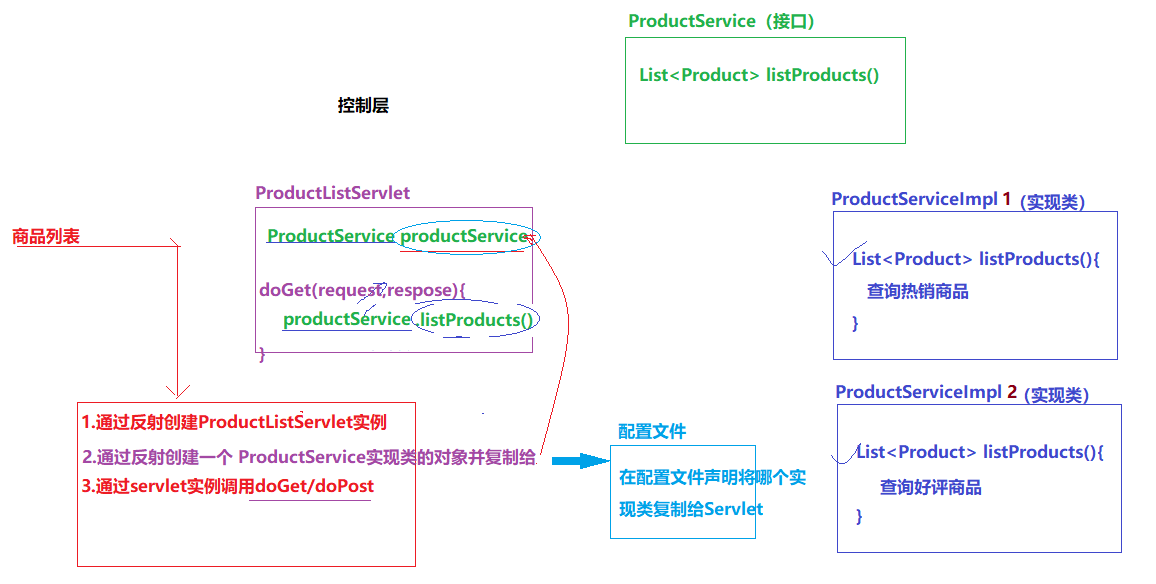 ProductService（接口）
List<Product> listProducts()
控制层
ProductListServlet
ProductService productService
doGet(request,respose){
productService.listProducts()
}
商品列表
1.通过反射创建ProductListServlet实例
2.通过反射创建一个 ProductService实现类的对象并复制给
3.通过servlet实例调用doGet/doPost
配置文件
在配置文件声明将哪个实
现类复制给Servlet
ProductServiceImpl 1（实现类）
List<Product> listProducts(){
查询热销商品
}
ProductServiceImpl 2（实现类）
List<Product> listProducts(){
查询好评商品
}